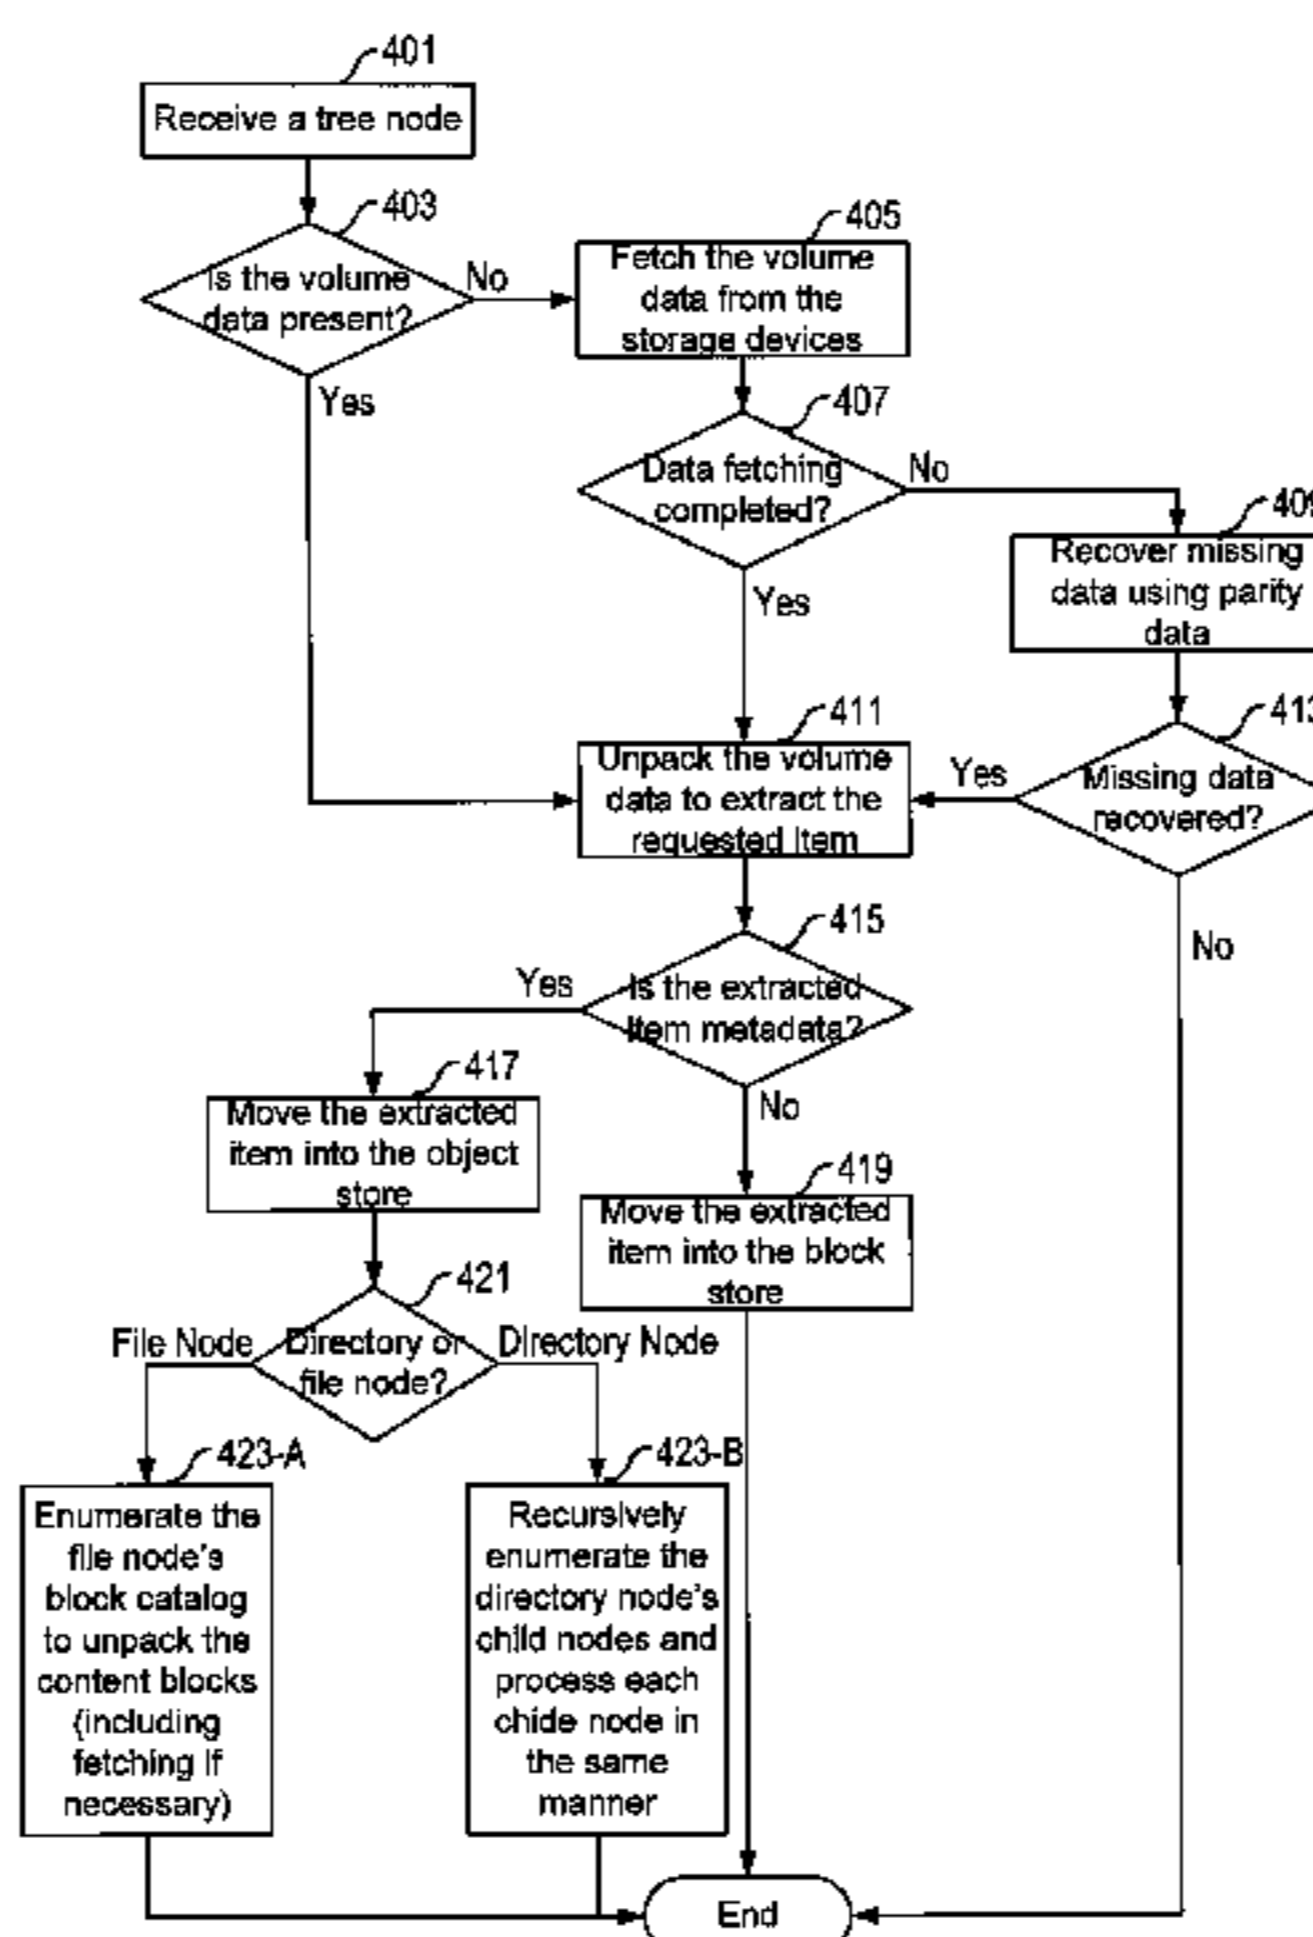 401
Receive a tree node
403
Is the volume
data present?
No
Yes
405
Fetch the volume
data from the
storage devices
407
Data fetching
completed?
No
Yes
Recover missing
data using parity
data
411
Unpack the volume
data to extract the
requested item
Missing data
recovered?
Yes
No
415
Is the extracted
item metadata?
Yes
No
417
Move the extracted
item into the object
store
419
Move the extracted
item into the block
store
421
Directory or
file node?
File Node
Directory Node
423-A
Enumerate the
file node's
block catalog
to unpack the
content blocks
(including
fetching if
necessary)
423-B
Recursively
enumerate the
directory node's
child nodes and
process each
chide node in
the same
manner
End